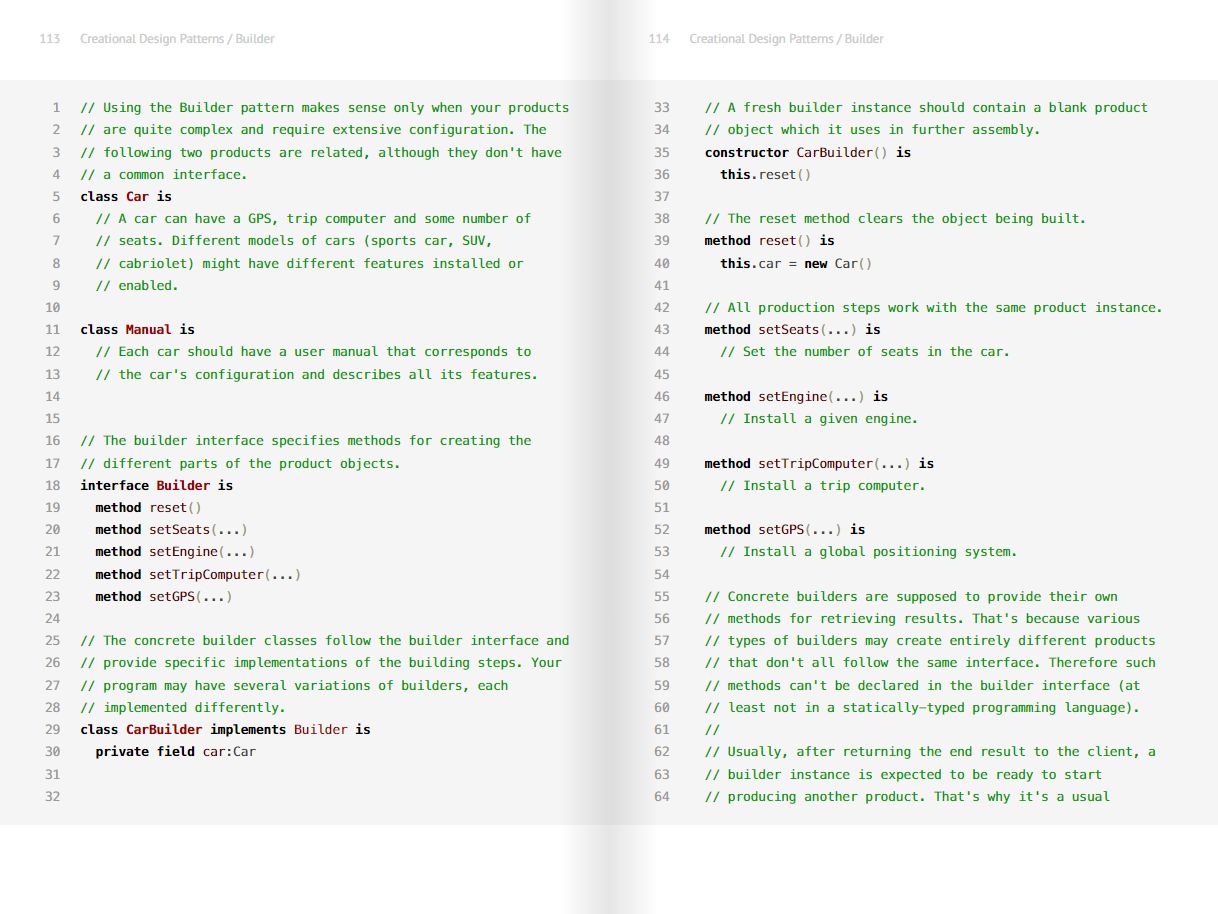 113 Creational Design Patterns / Builder
1 // Using the Builder pattern makes sense only when your products
2 // are quite complex and require extensive configuration. The
3 // following two products are related, although they don't have
4 // a common interface.
5 class Car is
6 // A car can have a GPS, trip computer and some number of
7 // seats. Different models of cars (sports car, SUV,
8 // cabriolet) might have different features installed or
9 // enabled.
10
11 class Manual is
12 // Each car should have a user manual that corresponds to
13 // the car's configuration and describes all its features.
14
15
16 // The builder interface specifies methods for creating the
17 // different parts of the product objects.
18 interface Builder is
19 method reset()
20 method setSeats(...)
21 method setEngine(...)
22 method setTripComputer(...)
23 method setGPS(...)
24
25 // The concrete builder classes follow the builder interface and
26 // provide specific implementations of the building steps. Your
27 // program may have several variations of builders, each
28 // implemented differently.
29 class CarBuilder implements Builder is
30 private field car:Car
31
32
114 Creational Design Patterns / Builder
33 // A fresh builder instance should contain a blank product
34 // object which it uses in further assembly.
35 constructor CarBuilder() is
36 this.reset()
37
38 // The reset method clears the object being built.
39 method reset() is
40 this.car = new Car()
41
42 // All production steps work with the same product instance.
43 method setSeats(...) is
44 // Set the number of seats in the car.
45
46 method setEngine(...) is
47 // Install a given engine.
48
49 method setTripComputer(...) is
50 // Install a trip computer.
51
52 method setGPS(...) is
53 // Install a global positioning system.
54
55 // Concrete builders are supposed to provide their own
56 // methods for retrieving results. That's because various
57 // types of builders may create entirely different products
58 // that don't all follow the same interface. Therefore such
59 // methods can't be declared in the builder interface (at
60 // least not in a statically-typed programming language).
61 //
62 // Usually, after returning the end result to the client, a
63 // builder instance is expected to be ready to start
64 // producing another product. That's why it's a usual